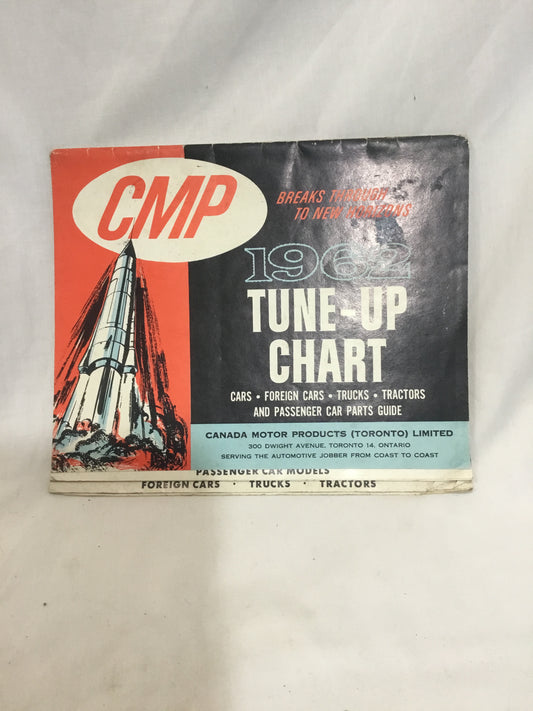 CMP
BREAKS THROUGH
TO NEW HORIZONS
1962
TUNE-UP
CHART
CARS • FOREIGN CARS • TRUCKS • TRACTORS
AND PASSENGER CAR PARTS GUIDE
CANADA MOTOR PRODUCTS (TORONTO) LIMITED
300 DWIGHT AVENUE, TORONTO 14, ONTARIO
SERVING THE AUTOMOTIVE JOBBER FROM COAST TO COAST
PASSENGER CAR MODELS
FOREIGN CARS • TRUCKS • TRACTORS